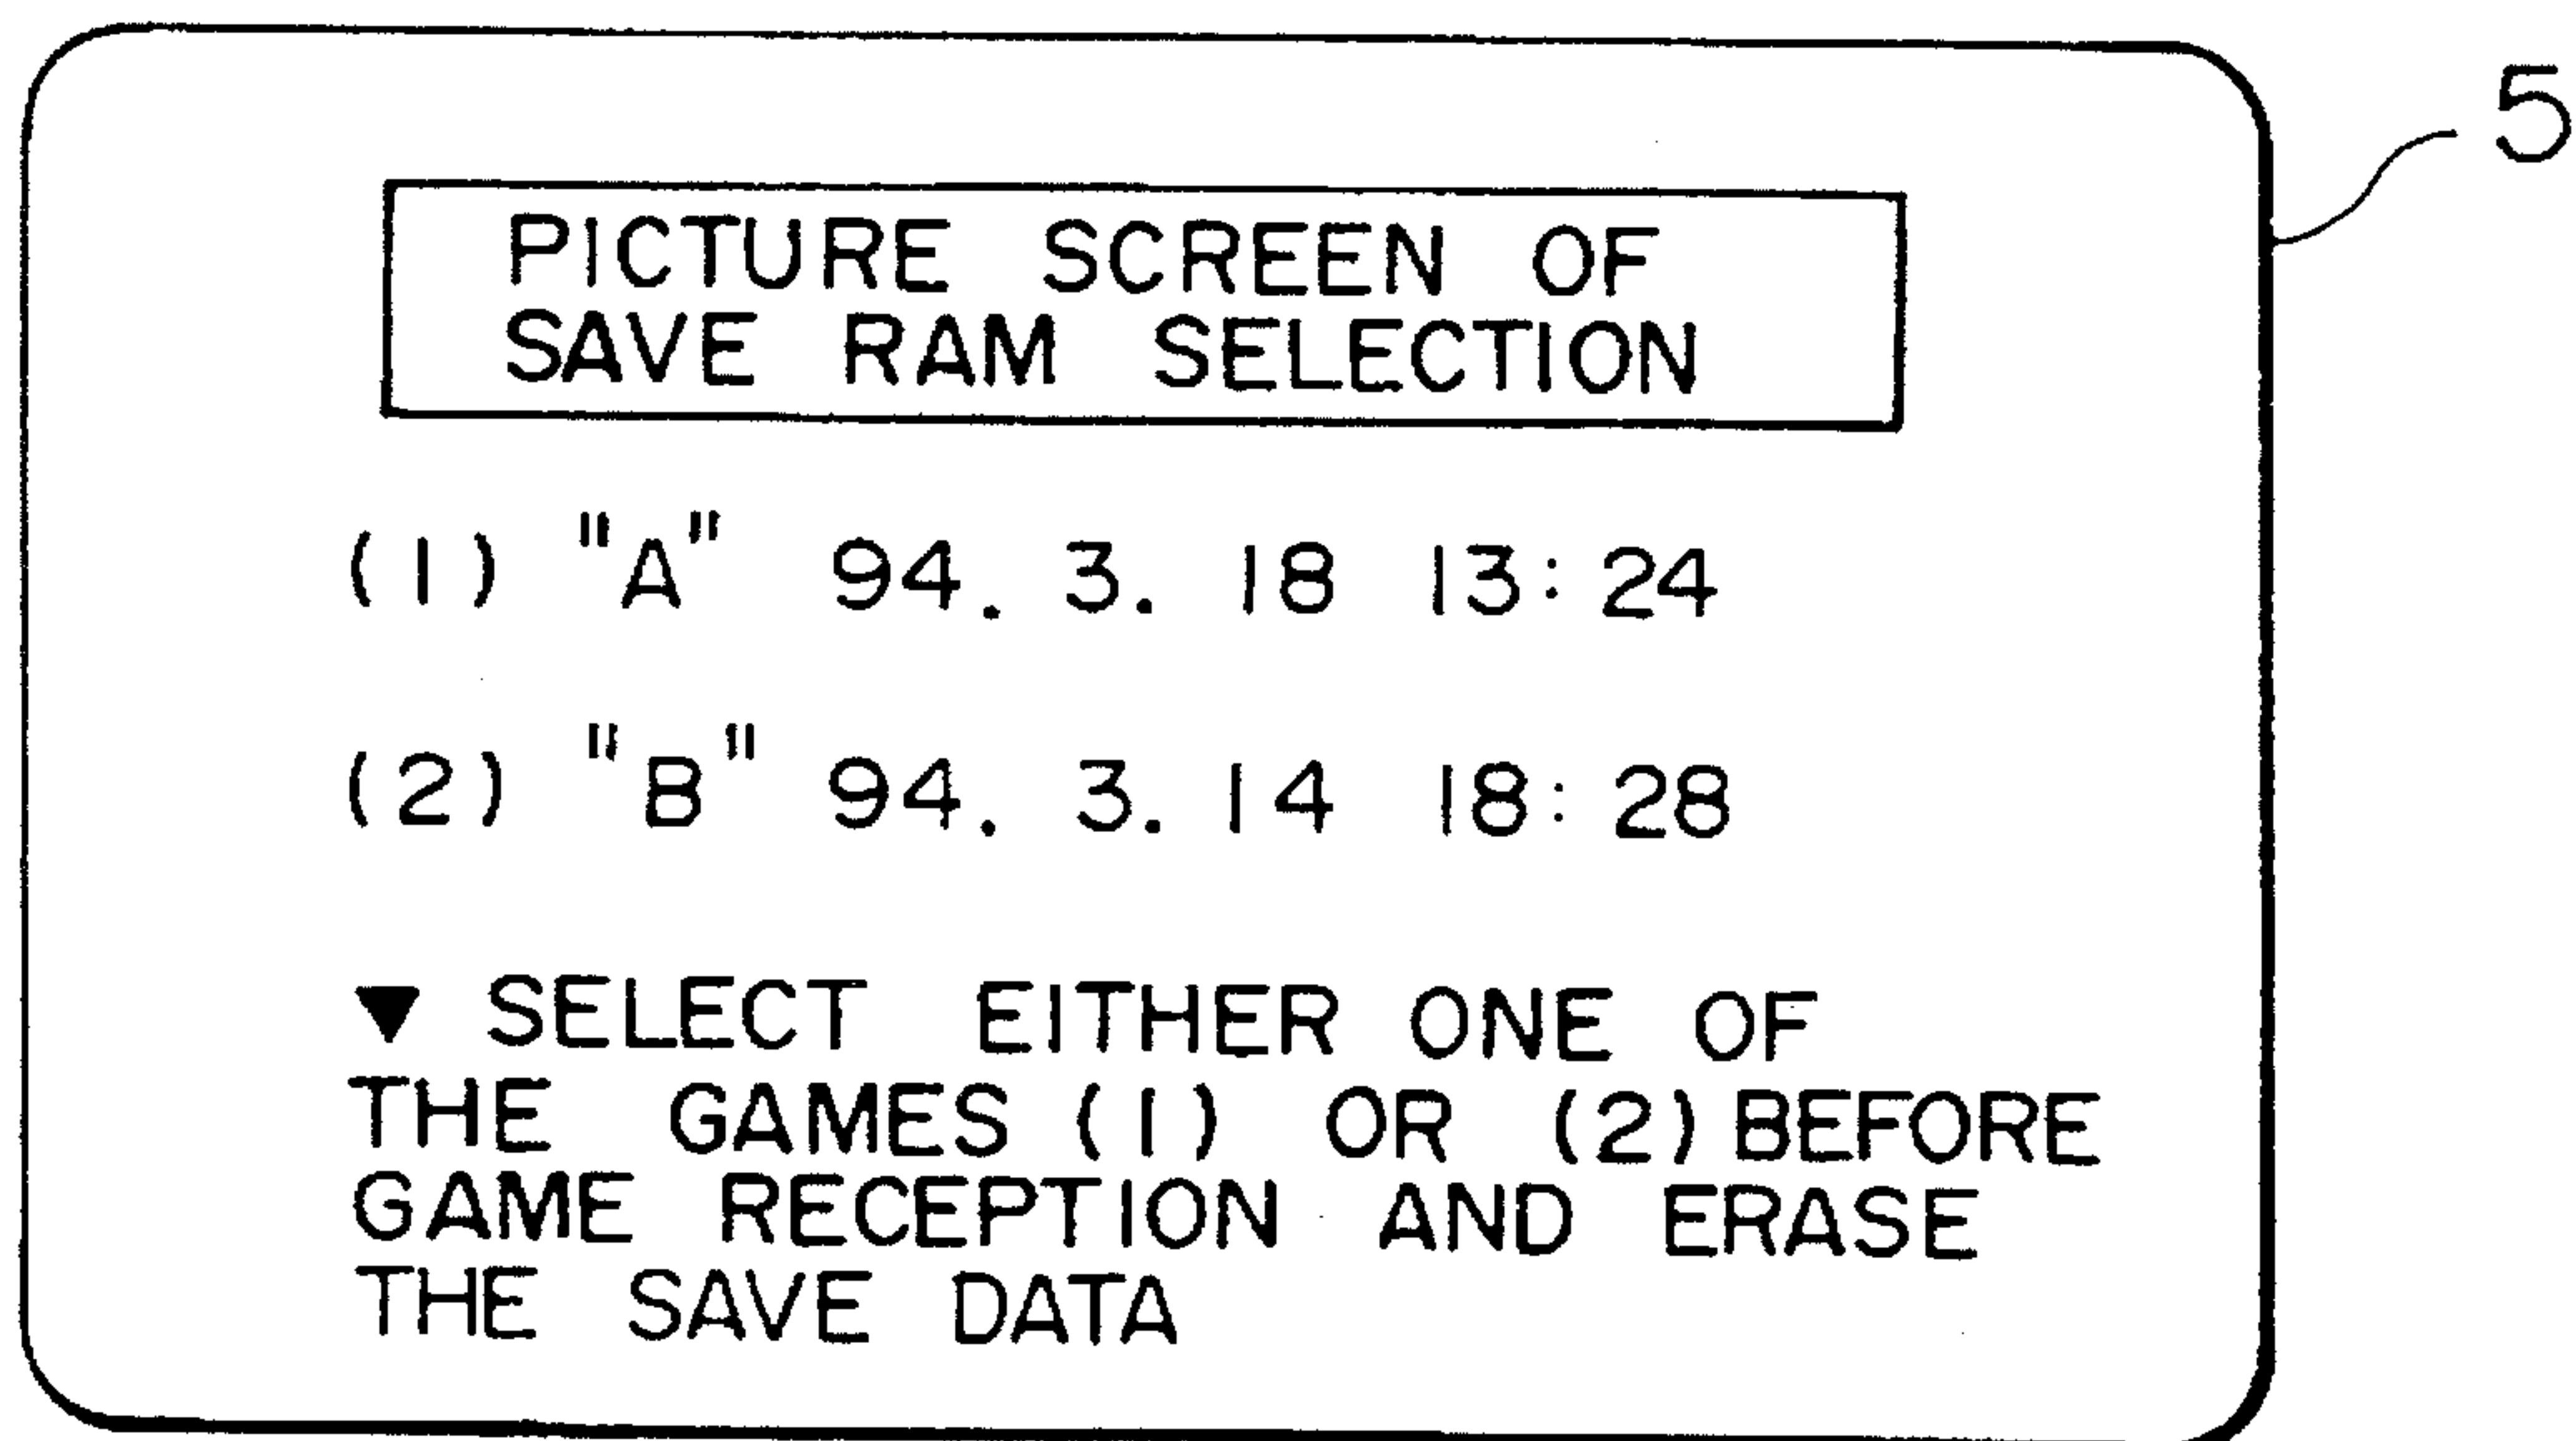 5
PICTURE SCREEN OF
SAVE RAM SELECTION
(1) "A" 94. 3. 18 13:24
(2) "B" 94. 3. 14 18:28
▼ SELECT EITHER ONE OF
THE GAMES (1) OR (2) BEFORE
GAME RECEPTION AND ERASE
THE SAVE DATA